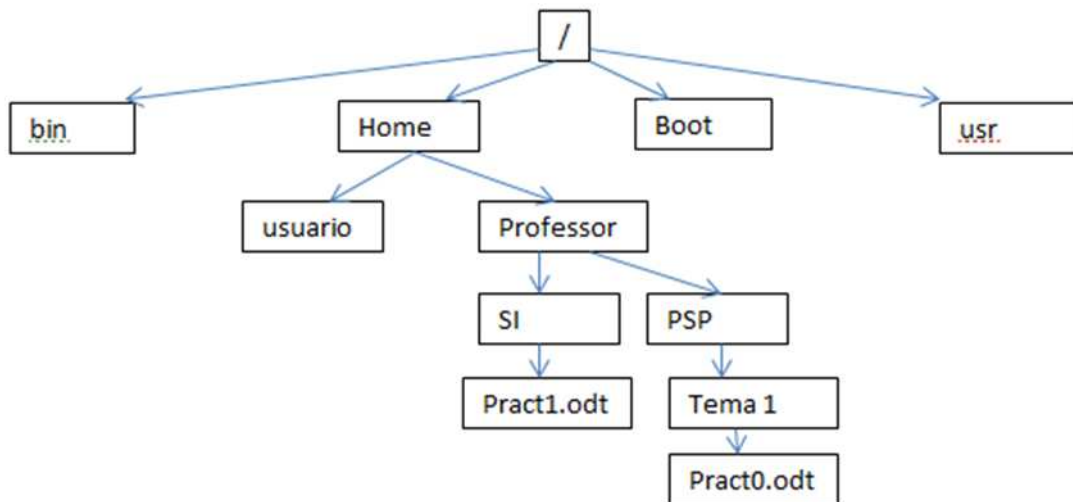 /
bin
Home
Boot
usr
usuario
Professor
SI
PSP
Pract1.odt
Tema 1
Pract0.odt